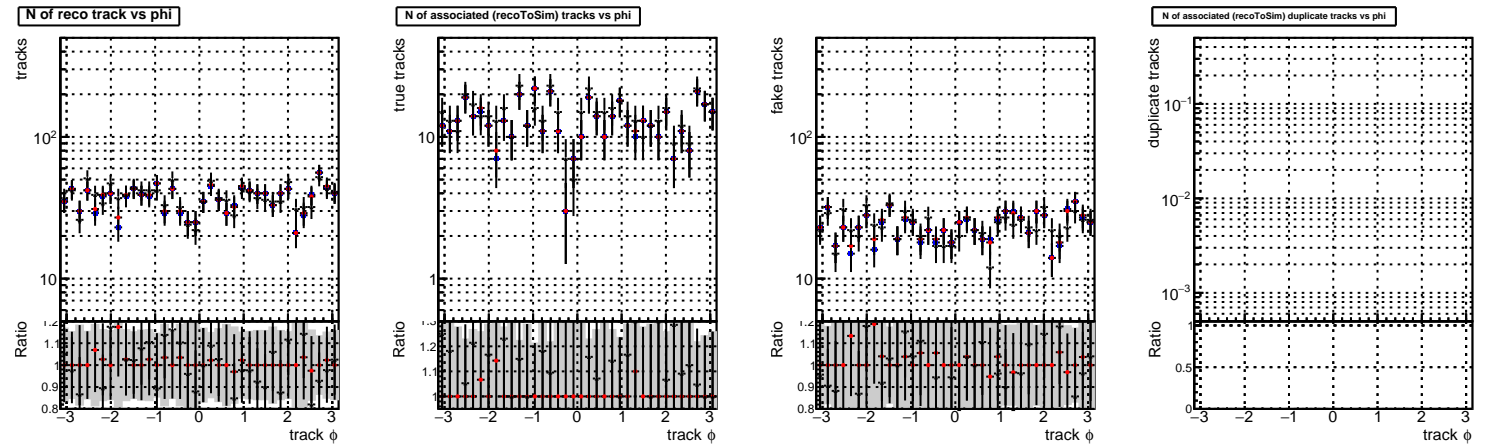 N of reco track vs phi
tracks
10²
10
Ratio
1.2
1.1
1
0.9
0.8
−3 −2 −1 0 1 2 3
track ϕ
N of associated (recoToSim) tracks vs phi
true tracks
10
1
Ratio
1.3
1.2
1.1
1
−3 −2 −1 0 1 2 3
track ϕ
fake tracks
10²
10
Ratio
1.2
1.1
1
0.9
0.8
−3 −2 −1 0 1 2 3
track ϕ
N of associated (recoToSim) duplicate tracks vs phi
duplicate tracks
10⁻¹
10⁻²
10⁻³
Ratio
1
0.5
0
−3 −2 −1 0 1 2 3
track ϕ